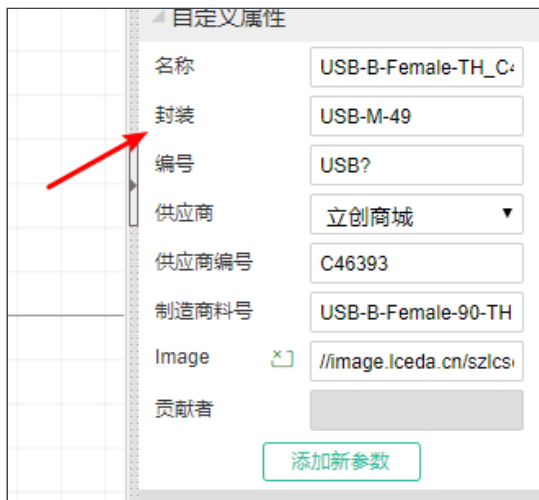 自定义属性
名称 USB-B-Female-TH_C4
封装 USB-M-49
编号 USB?
供应商 立创商城
供应商编号 C46393
制造商料号 USB-B-Female-90-TH
Image //image.lceda.cn/szlcs
贡献者
添加新参数